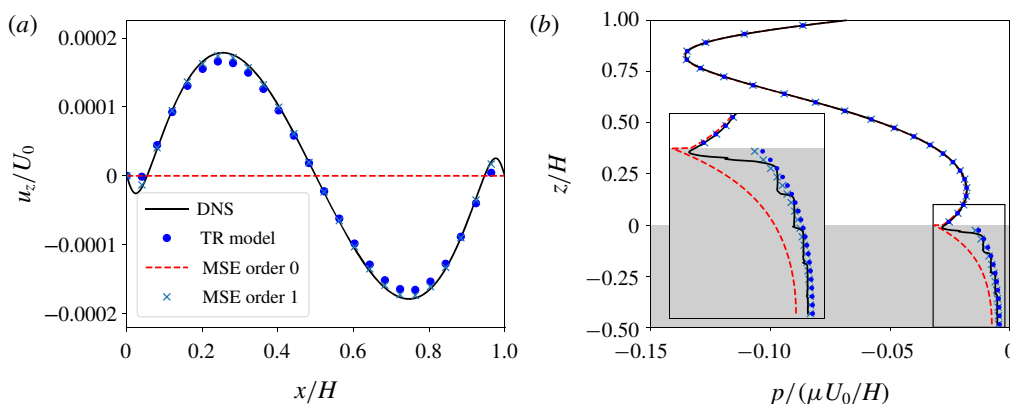 (a)
0.0002
0.0001
0
−0.0001
−0.0002
u_z/U_0
DNS
TR model
MSE order 0
MSE order 1
0
0.2
0.4
0.6
0.8
1.0
x/H
(b)
1.00
0.75
0.50
0.25
0
−0.25
−0.50
z/H
−0.15
−0.10
−0.05
0
p/(μU_0/H)